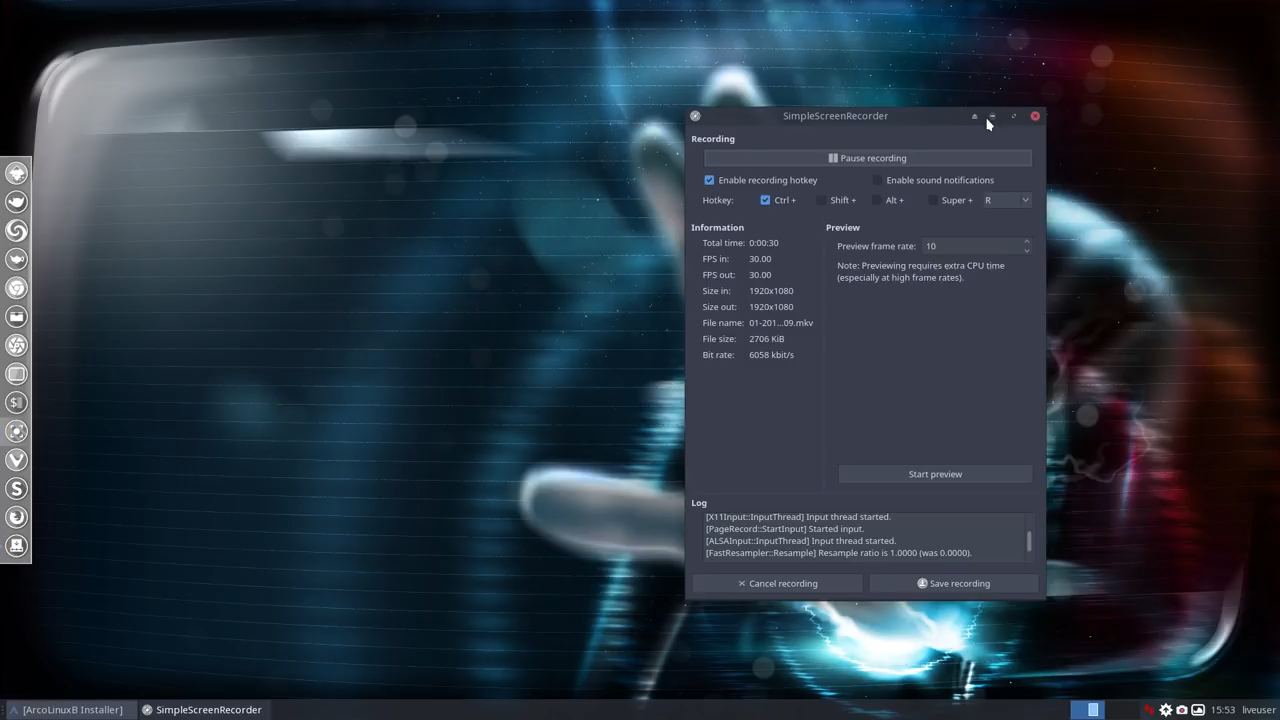 SimpleScreenRecorder
Recording
Pause recording
Enable recording hotkey
Enable sound notifications
Hotkey: Ctrl + Shift + Alt + Super + R
Information
Total time: 0:00:30
FPS in: 30.00
FPS out: 30.00
Size in: 1920x1080
Size out: 1920x1080
File name: 01-201...09.mkv
File size: 2706 KiB
Bit rate: 6058 kbit/s
Preview
Preview frame rate: 10
Note: Previewing requires extra CPU time
(especially at high frame rates).
Start preview
Log
[X11Input::InputThread] Input thread started.
[PageRecord::StartInput] Started input.
[ALSAInput::InputThread] Input thread started.
[FastResampler::Resample] Resample ratio is 1.0000 (was 0.0000).
Cancel recording
Save recording
[ArcoLinuxB Installer]
SimpleScreenRecorder
15:53
liveuser